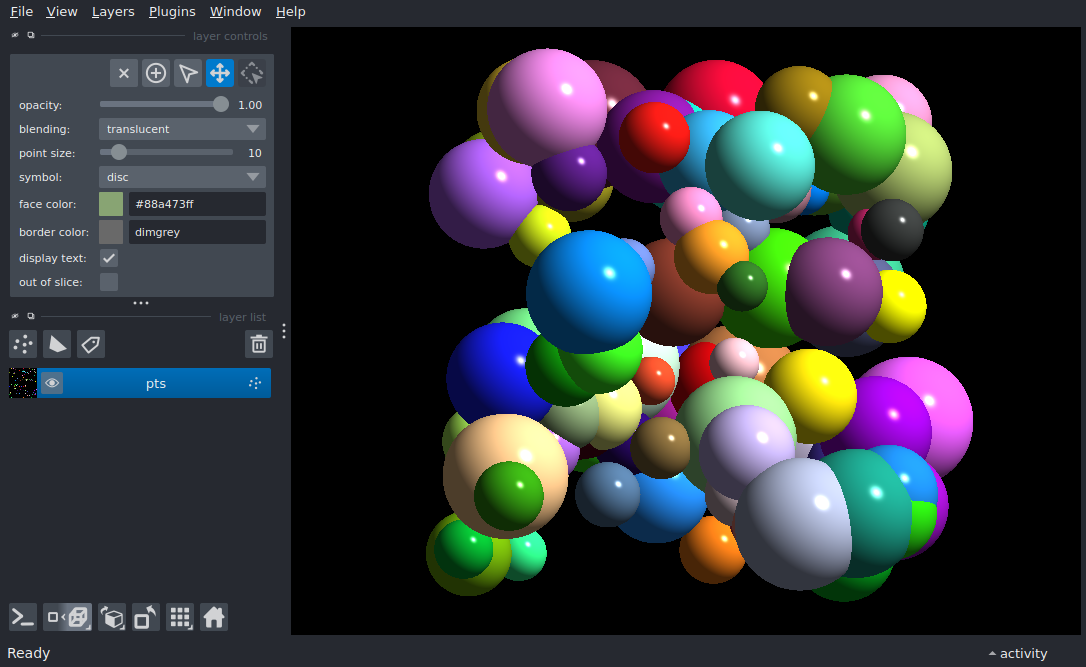 File View Layers Plugins Window Help
layer controls
opacity: 1.00
blending: translucent
point size: 10
symbol: disc
face color: #88a473ff
border color: dimgrey
display text:
out of slice:
layer list
pts
Ready
activity